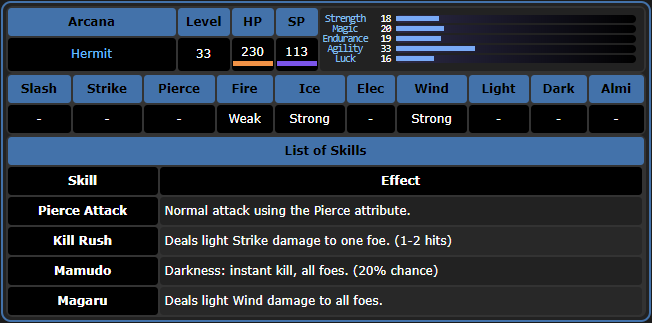 Arcana Level HP SP
Hermit 33 230 113
Strength 18
Magic 20
Endurance 19
Agility 33
Luck 16
Slash Strike Pierce Fire Ice Elec Wind Light Dark Almi
- - - Weak Strong - Strong - - -
List of Skills
Skill Effect
Pierce Attack Normal attack using the Pierce attribute.
Kill Rush Deals light Strike damage to one foe. (1-2 hits)
Mamudo Darkness: instant kill, all foes. (20% chance)
Magaru Deals light Wind damage to all foes.